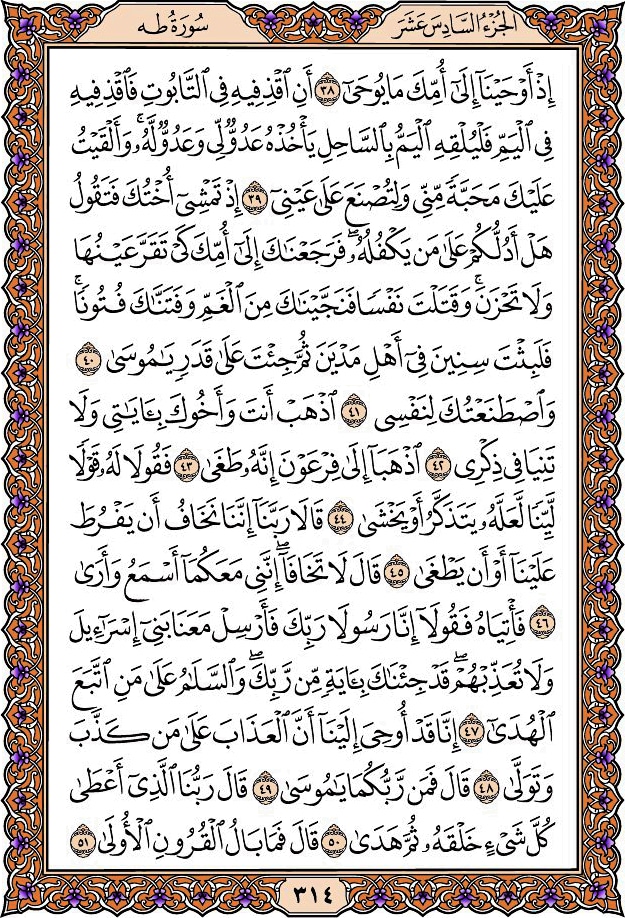 الجُزْءُ السَّادِسَ عَشَرَ
سُورَةُ طه
إِذْ أَوْحَيْنَآ إِلَىٰٓ أُمِّكَ مَا يُوحَىٰٓ ٣٨ أَنِ ٱقْذِفِيهِ فِى ٱلتَّابُوتِ فَٱقْذِفِيهِ
فِى ٱلْيَمِّ فَلْيُلْقِهِ ٱلْيَمُّ بِٱلسَّاحِلِ يَأْخُذْهُ عَدُوٌّۭ لِّى وَعَدُوٌّۭ لَّهُۥ ۚ وَأَلْقَيْتُ
عَلَيْكَ مَحَبَّةًۭ مِّنِّى وَلِتُصْنَعَ عَلَىٰ عَيْنِىٓ ٣٩ إِذْ تَمْشِىٓ أُخْتُكَ فَتَقُولُ
هَلْ أَدُلُّكُمْ عَلَىٰ مَن يَكْفُلُهُۥ ۖ فَرَجَعْنَٰكَ إِلَىٰٓ أُمِّكَ كَىْ تَقَرَّ عَيْنُهَا
وَلَا تَحْزَنَ ۚ وَقَتَلْتَ نَفْسًۭا فَنَجَّيْنَٰكَ مِنَ ٱلْغَمِّ وَفَتَنَّٰكَ فُتُونًۭا ۚ
فَلَبِثْتَ سِنِينَ فِىٓ أَهْلِ مَدْيَنَ ثُمَّ جِئْتَ عَلَىٰ قَدَرٍۢ يَٰمُوسَىٰ ٤٠
وَٱصْطَنَعْتُكَ لِنَفْسِى ٤١ ٱذْهَبْ أَنتَ وَأَخُوكَ بِـَٔايَٰتِى وَلَا
تَنِيَا فِى ذِكْرِى ٤٢ ٱذْهَبَآ إِلَىٰ فِرْعَوْنَ إِنَّهُۥ طَغَىٰ ٤٣ فَقُولَا لَهُۥ قَوْلًۭا
لَّيِّنًۭا لَّعَلَّهُۥ يَتَذَكَّرُ أَوْ يَخْشَىٰ ٤٤ قَالَا رَبَّنَآ إِنَّنَا نَخَافُ أَن يَفْرُطَ
عَلَيْنَآ أَوْ أَن يَطْغَىٰ ٤٥ قَالَ لَا تَخَافَآ ۖ إِنَّنِى مَعَكُمَآ أَسْمَعُ وَأَرَىٰ
٤٦ فَأْتِيَاهُ فَقُولَآ إِنَّا رَسُولَا رَبِّكَ فَأَرْسِلْ مَعَنَا بَنِىٓ إِسْرَٰٓءِيلَ
وَلَا تُعَذِّبْهُمْ ۖ قَدْ جِئْنَٰكَ بِـَٔايَةٍۢ مِّن رَّبِّكَ ۖ وَٱلسَّلَٰمُ عَلَىٰ مَنِ ٱتَّبَعَ
ٱلْهُدَىٰٓ ٤٧ إِنَّا قَدْ أُوحِىَ إِلَيْنَآ أَنَّ ٱلْعَذَابَ عَلَىٰ مَن كَذَّبَ
وَتَوَلَّىٰ ٤٨ قَالَ فَمَن رَّبُّكُمَا يَٰمُوسَىٰ ٤٩ قَالَ رَبُّنَا ٱلَّذِىٓ أَعْطَىٰ
كُلَّ شَىْءٍ خَلْقَهُۥ ثُمَّ هَدَىٰ ٥٠ قَالَ فَمَا بَالُ ٱلْقُرُونِ ٱلْأُولَىٰ ٥١
٣١٤